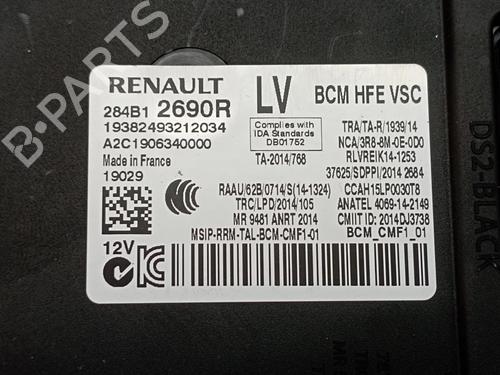 B-PARTS
RENAULT
LV
BCM HFE VSC
284B1 2690R
19382493212034
A2C1906340000
Made in France
19029
Complies with
IDA Standards
DB01752
TA-2014/768
TRA/TA-R/1939/14
NCA/3R8-8M-0E-0D0
RLVREIK14-1253
37625/SDPPI/2014 2684
RAAU/62B/0714/S(14-1324)
CCAH15LP0030T8
TRC/LPD/2014/105
ANATEL 4069-14-2149
MR 9481 ANRT 2014
CMIIT ID: 2014DJ3738
MSIP-RRM-TAL-BCM-CMF1-01
BCM_CMF1_01
12V
DS2-BLACK